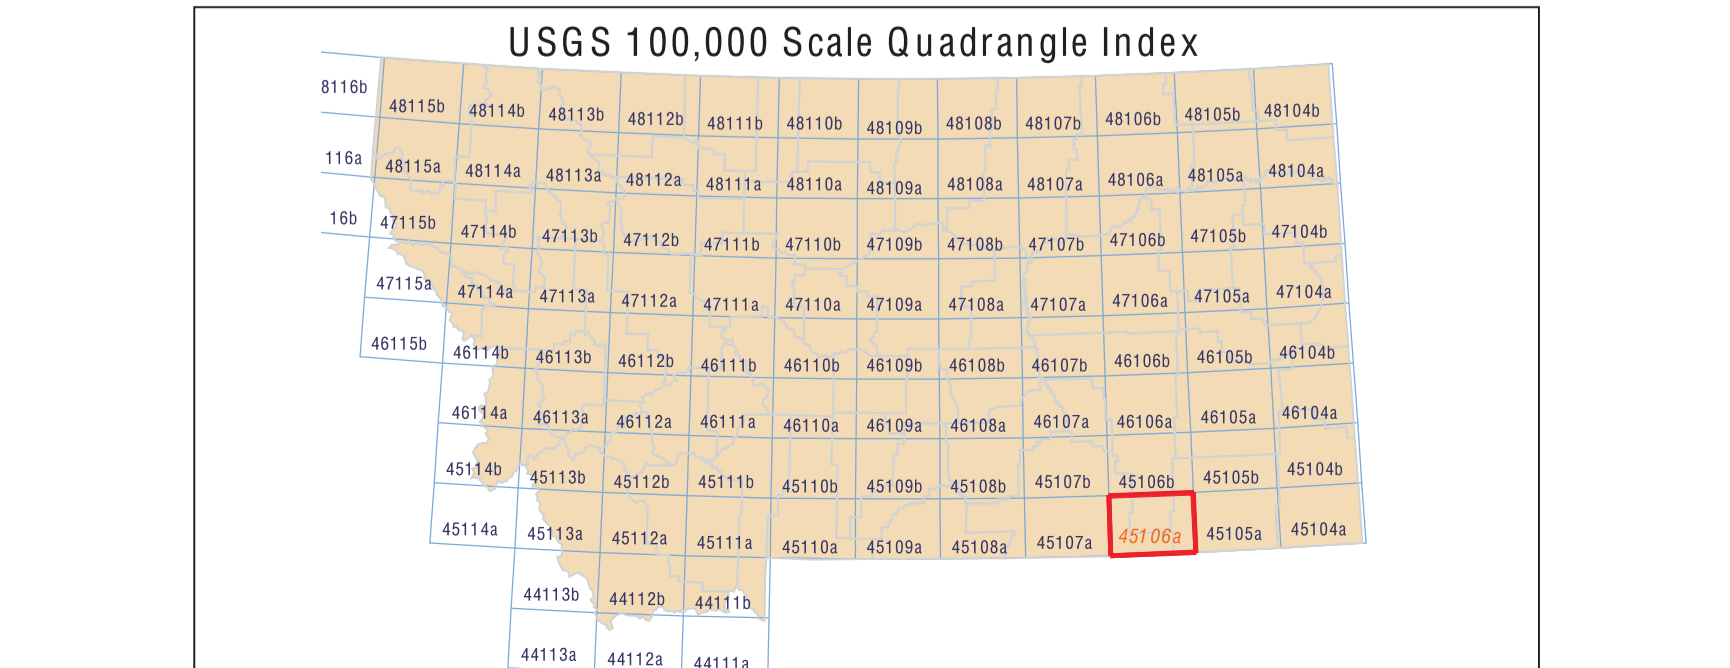 USGS 100,000 Scale Quadrangle Index
8116b 48115b 48114b 48113b 48112b 48111b 48110b 48109b 48108b 48107b 48106b 48105b 48104b
116a 48115a 48114a 48113a 48112a 48111a 48110a 48109a 48108a 48107a 48106a 48105a 48104a
16b 47115b 47114b 47113b 47112b 47111b 47110b 47109b 47108b 47107b 47106b 47105b 47104b
47115a 47114a 47113a 47112a 47111a 47110a 47109a 47108a 47107a 47106a 47105a 47104a
46115b 46114b 46113b 46112b 46111b 46110b 46109b 46108b 46107b 46106b 46105b 46104b
46114a 46113a 46112a 46111a 46110a 46109a 46108a 46107a 46106a 46105a 46104a
45114b 45113b 45112b 45111b 45110b 45109b 45108b 45107b 45106b 45105b 45104b
45114a 45113a 45112a 45111a 45110a 45109a 45108a 45107a 45106a 45105a 45104a
44113b 44112b 44111b
44113a 44112a 44111a